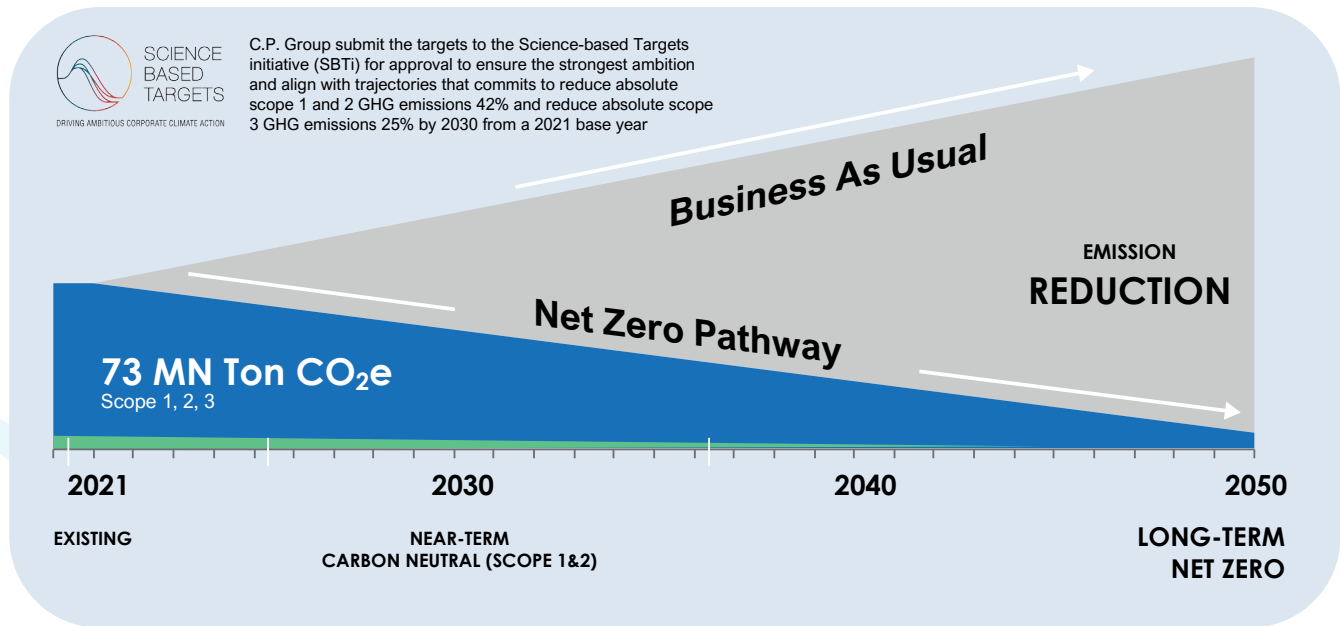 SCIENCE
BASED
TARGETS
DRIVING AMBITIOUS CORPORATE CLIMATE ACTION
C.P. Group submit the targets to the Science-based Targets
initiative (SBTi) for approval to ensure the strongest ambition
and align with trajectories that commits to reduce absolute
scope 1 and 2 GHG emissions 42% and reduce absolute scope
3 GHG emissions 25% by 2030 from a 2021 base year
Business As Usual
EMISSION
REDUCTION
Net Zero Pathway
73 MN Ton CO₂e
Scope 1, 2, 3
2021
2030
2040
2050
EXISTING
NEAR-TERM
CARBON NEUTRAL (SCOPE 1&2)
LONG-TERM
NET ZERO